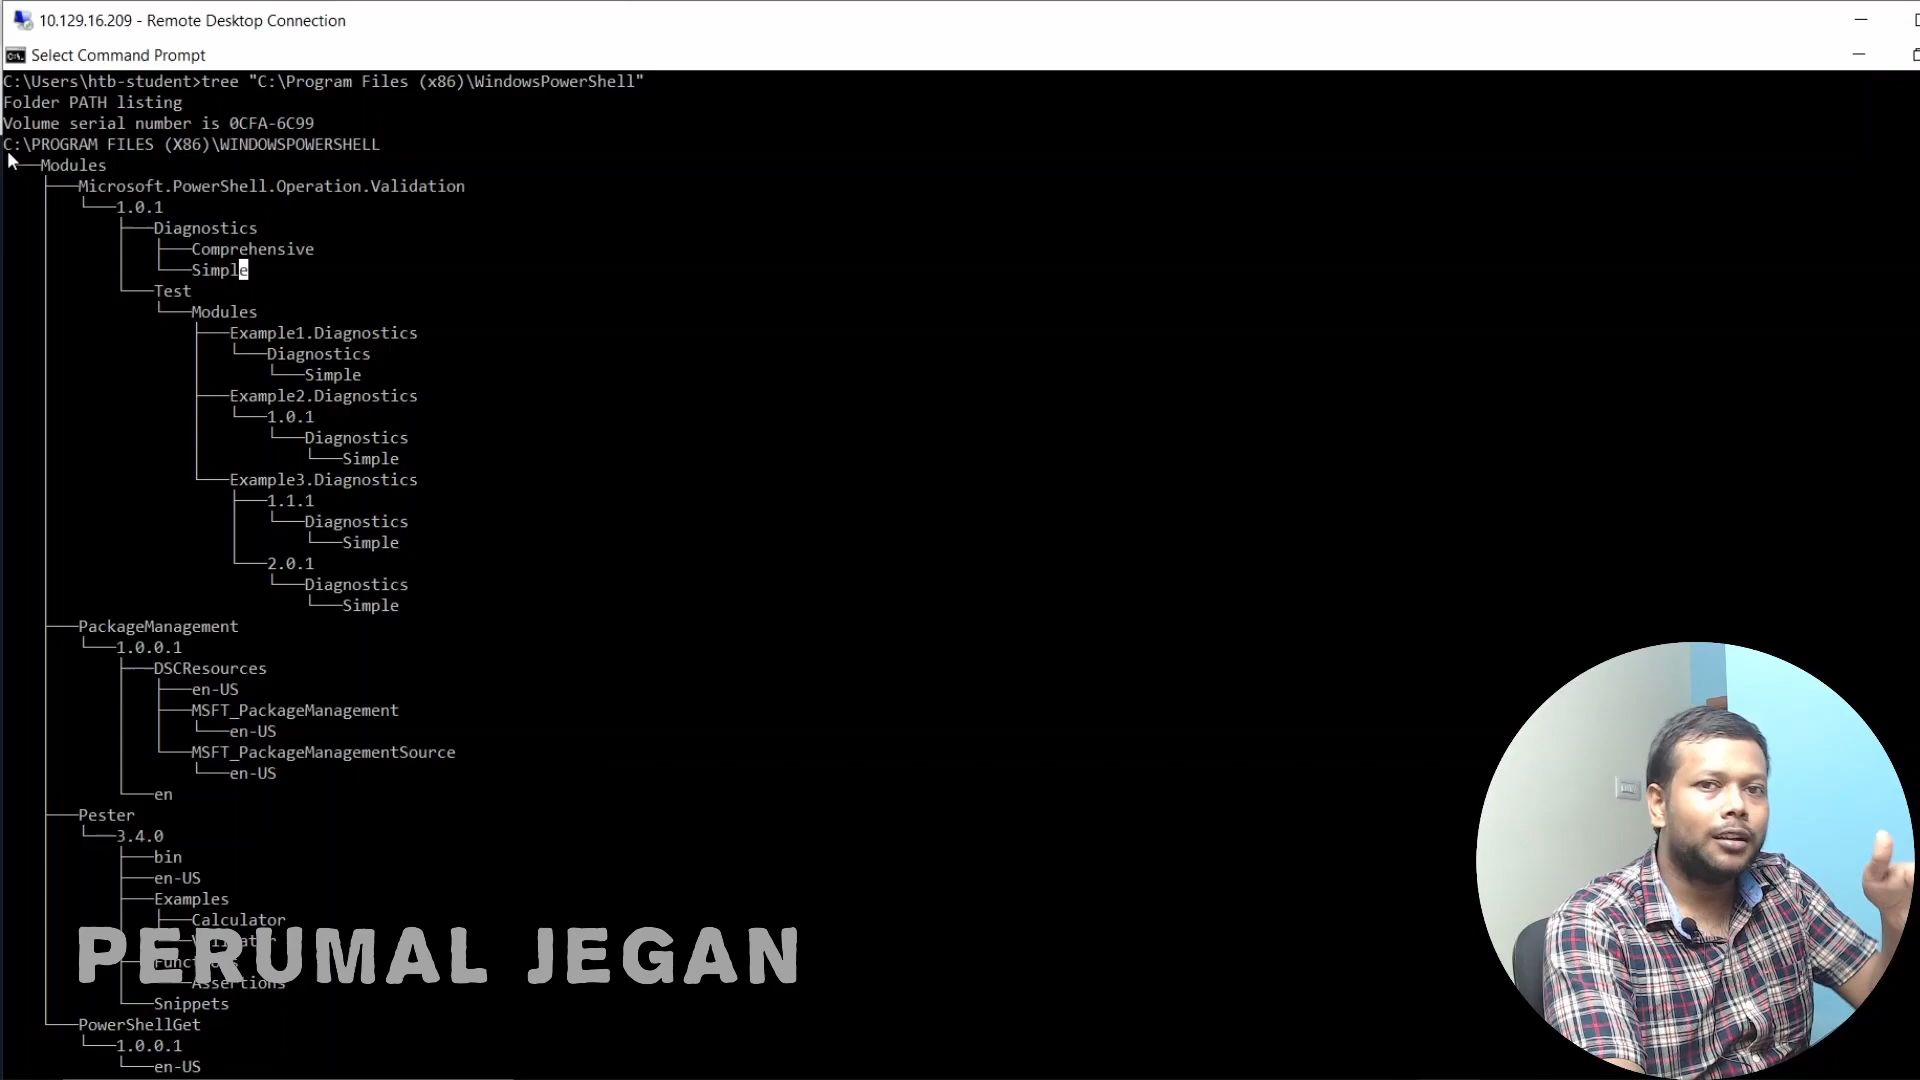 10.129.16.209 - Remote Desktop Connection
Select Command Prompt
C:\Users\htb-student>tree "C:\Program Files (x86)\WindowsPowerShell"
Folder PATH listing
Volume serial number is 0CFA-6C99
C:\PROGRAM FILES (X86)\WINDOWSPOWERSHELL
Modules
Microsoft.PowerShell.Operation.Validation
1.0.1
Diagnostics
Comprehensive
Simple
Test
Modules
Example1.Diagnostics
Diagnostics
Simple
Example2.Diagnostics
1.0.1
Diagnostics
Simple
Example3.Diagnostics
1.1.1
Diagnostics
Simple
2.0.1
Diagnostics
Simple
PackageManagement
1.0.0.1
DSCResources
en-US
MSFT_PackageManagement
en-US
MSFT_PackageManagementSource
en-US
en
Pester
3.4.0
bin
en-US
Examples
Calculator
PERUMAL JEGAN
Assertions
Snippets
PowerShellGet
1.0.0.1
en-US